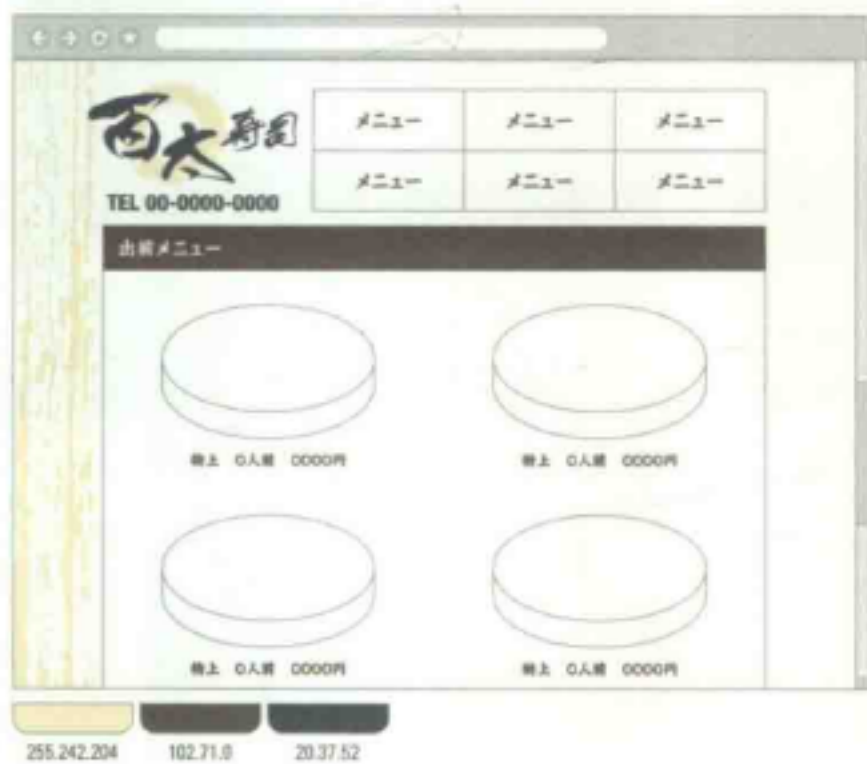 百太 寿司
TEL 00-0000-0000
メニュー メニュー メニュー
メニュー メニュー メニュー
出前メニュー
特上 0人前 0000円 特上 0人前 0000円
特上 0人前 0000円 特上 0人前 0000円
255.242.204 102.71.0 20.37.52